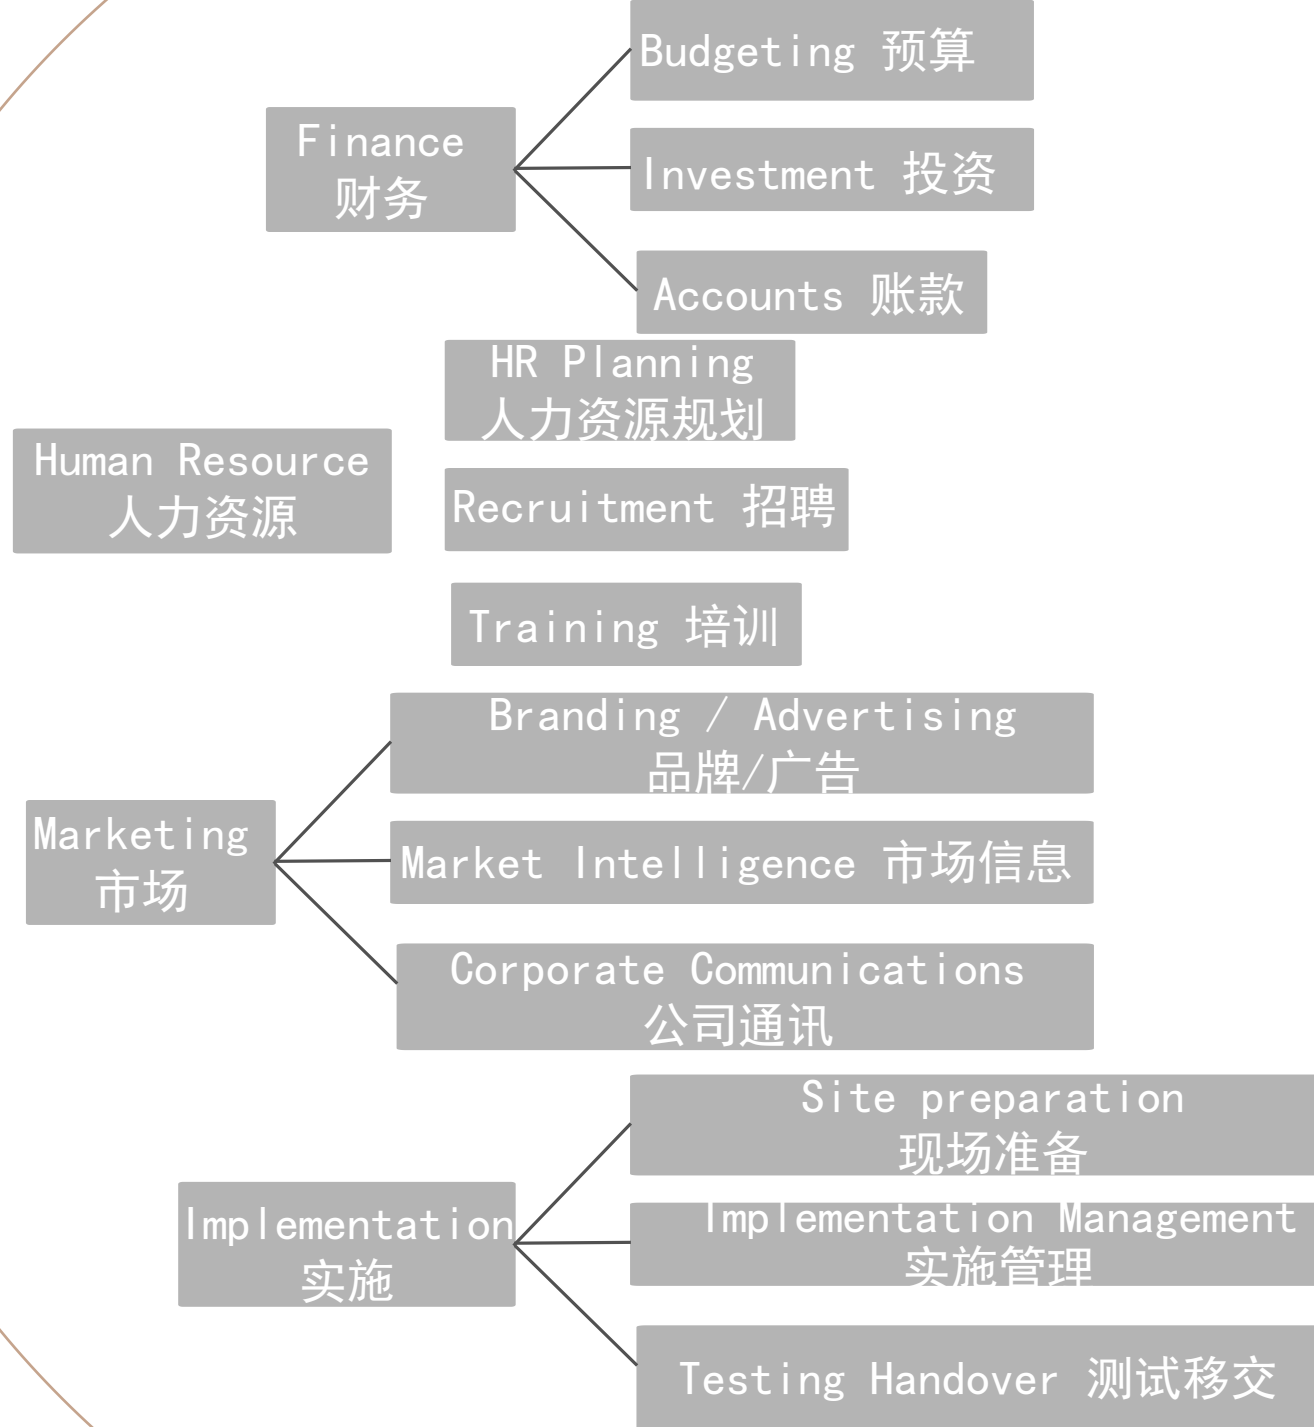 Budgeting 预算
Finance
财务
Investment 投资
Accounts 账款
HR Planning
人力资源规划
Human Resource
人力资源
Recruitment 招聘
Training 培训
Branding / Advertising
品牌/广告
Marketing
市场
Market Intelligence 市场信息
Corporate Communications
公司通讯
Site preparation
现场准备
Implementation
实施
Implementation Management
实施管理
Testing Handover 测试移交